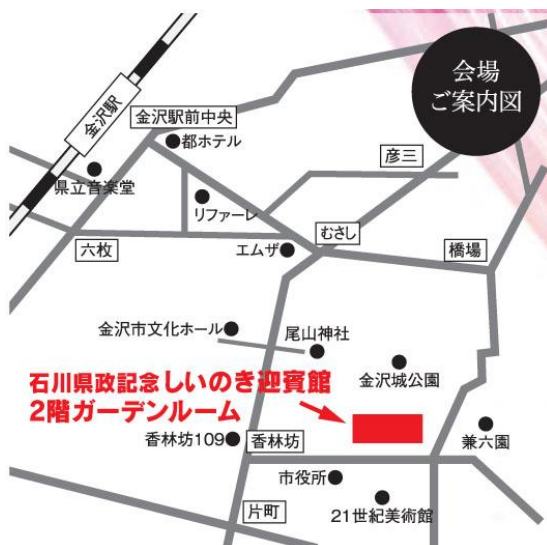 会場
ご案内図
金沢駅
金沢駅前中央
都ホテル
県立音楽堂
彦三
リファーレ
六枚
エムザ
むさし
橋場
金沢市文化ホール
尾山神社
石川県政記念しいのき迎賓館
2階ガーデンルーム
金沢城公園
香林坊109
香林坊
兼六園
市役所
片町
21世紀美術館